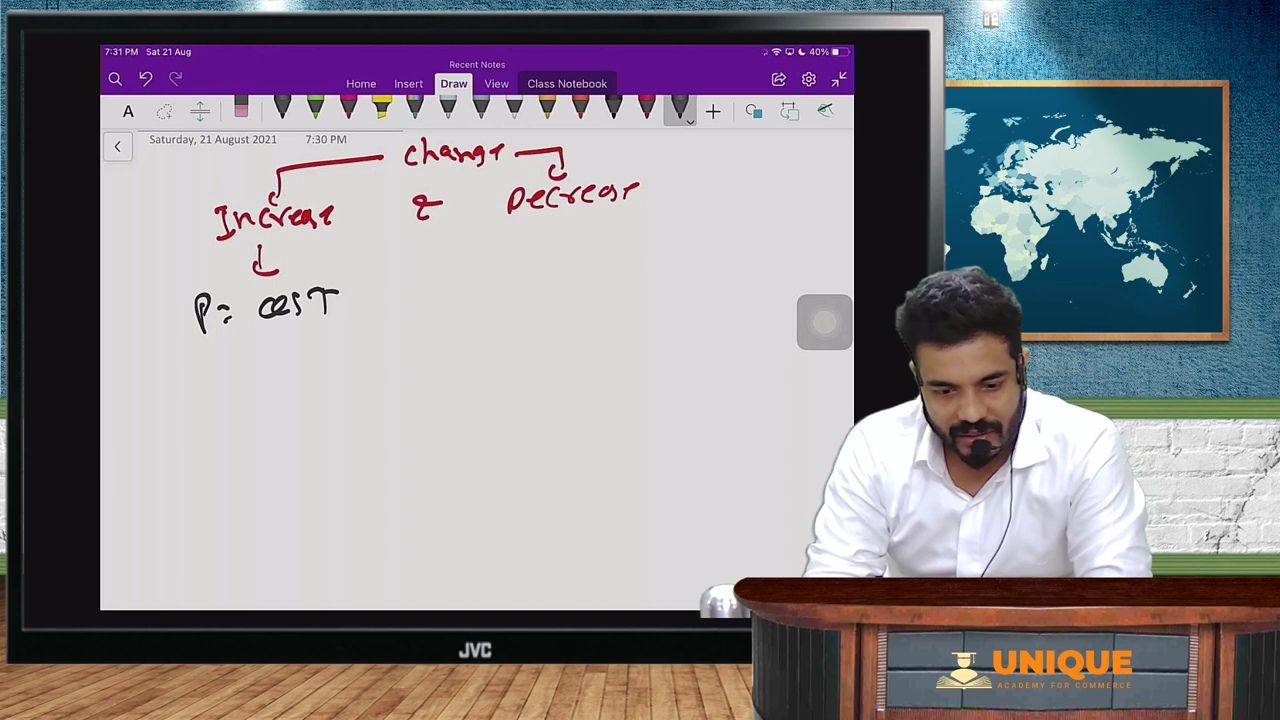 7:31 PM Sat 21 Aug
40%
Recent Notes
Home Insert Draw View Class Notebook
A
Saturday, 21 August 2021 7:30 PM
change
Increase & Decrease
P = CosT
JVC
UNIQUE
ACADEMY FOR COMMERCE